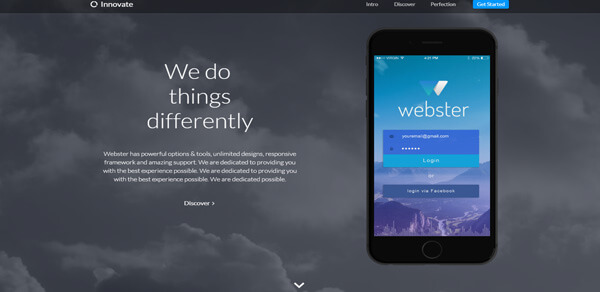 Innovate
Intro
Discover
Perfection
Get Started
We do
things
differently
Webster has powerful options & tools, unlimited designs, responsive
framework and amazing support. We are dedicated to providing you
with the best experience possible. We are dedicated to providing you
with the best experience possible. We are dedicated possible.
Discover >
4:21 PM
webster
youremail@gmail.com
••••••
Login
or
login via Facebook